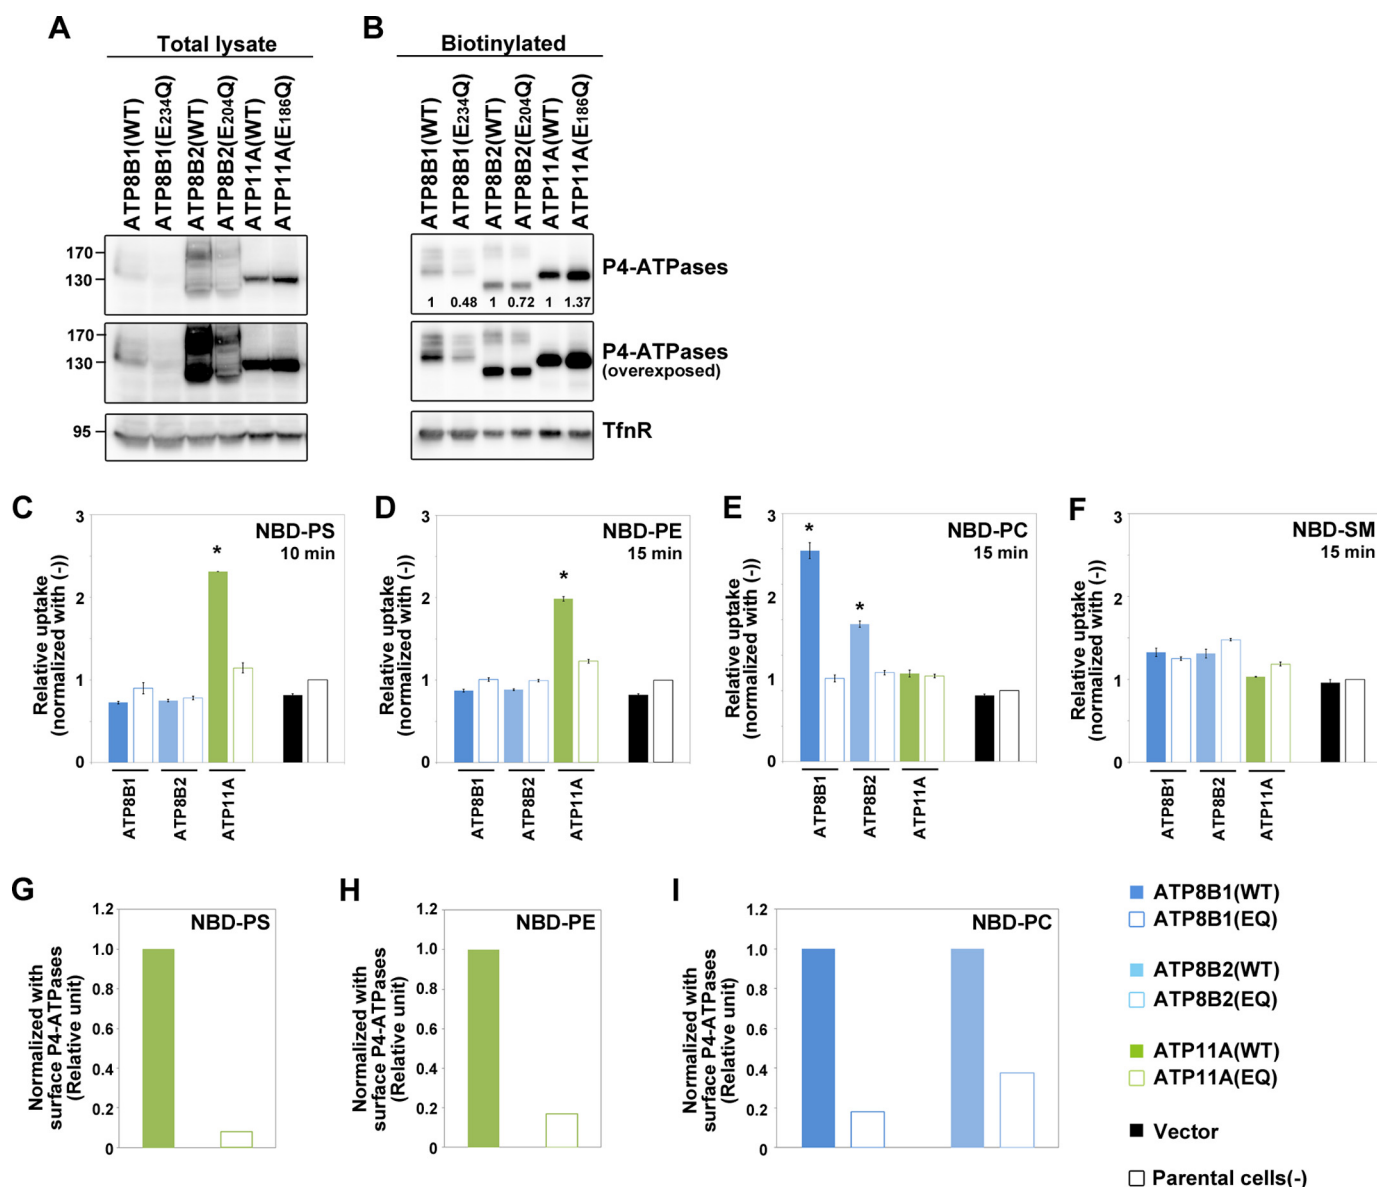 A
Total lysate
ATP8B1(WT)
ATP8B1(E234Q)
ATP8B2(WT)
ATP8B2(E204Q)
ATP11A(WT)
ATP11A(E186Q)
170
130
170
130
95
B
Biotinylated
ATP8B1(WT)
ATP8B1(E234Q)
ATP8B2(WT)
ATP8B2(E204Q)
ATP11A(WT)
ATP11A(E186Q)
1 0.48 1 0.72 1 1.37
P4-ATPases
P4-ATPases
(overexposed)
TfnR
C
NBD-PS
10 min
Relative uptake
(normalized with (-))
3
2
1
0
*
ATP8B1
ATP8B2
ATP11A
D
NBD-PE
15 min
Relative uptake
(normalized with (-))
3
2
1
0
*
ATP8B1
ATP8B2
ATP11A
E
NBD-PC
15 min
Relative uptake
(normalized with (-))
3
2
1
0
*
*
ATP8B1
ATP8B2
ATP11A
F
NBD-SM
15 min
Relative uptake
(normalized with (-))
3
2
1
0
ATP8B1
ATP8B2
ATP11A
G
NBD-PS
Normalized with
surface P4-ATPases
(Relative unit)
1.2
1.0
0.8
0.6
0.4
0.2
0
H
NBD-PE
Normalized with
surface P4-ATPases
(Relative unit)
1.2
1.0
0.8
0.6
0.4
0.2
0
I
NBD-PC
Normalized with
surface P4-ATPases
(Relative unit)
1.2
1.0
0.8
0.6
0.4
0.2
0
ATP8B1(WT)
ATP8B1(EQ)
ATP8B2(WT)
ATP8B2(EQ)
ATP11A(WT)
ATP11A(EQ)
Vector
Parental cells(-)